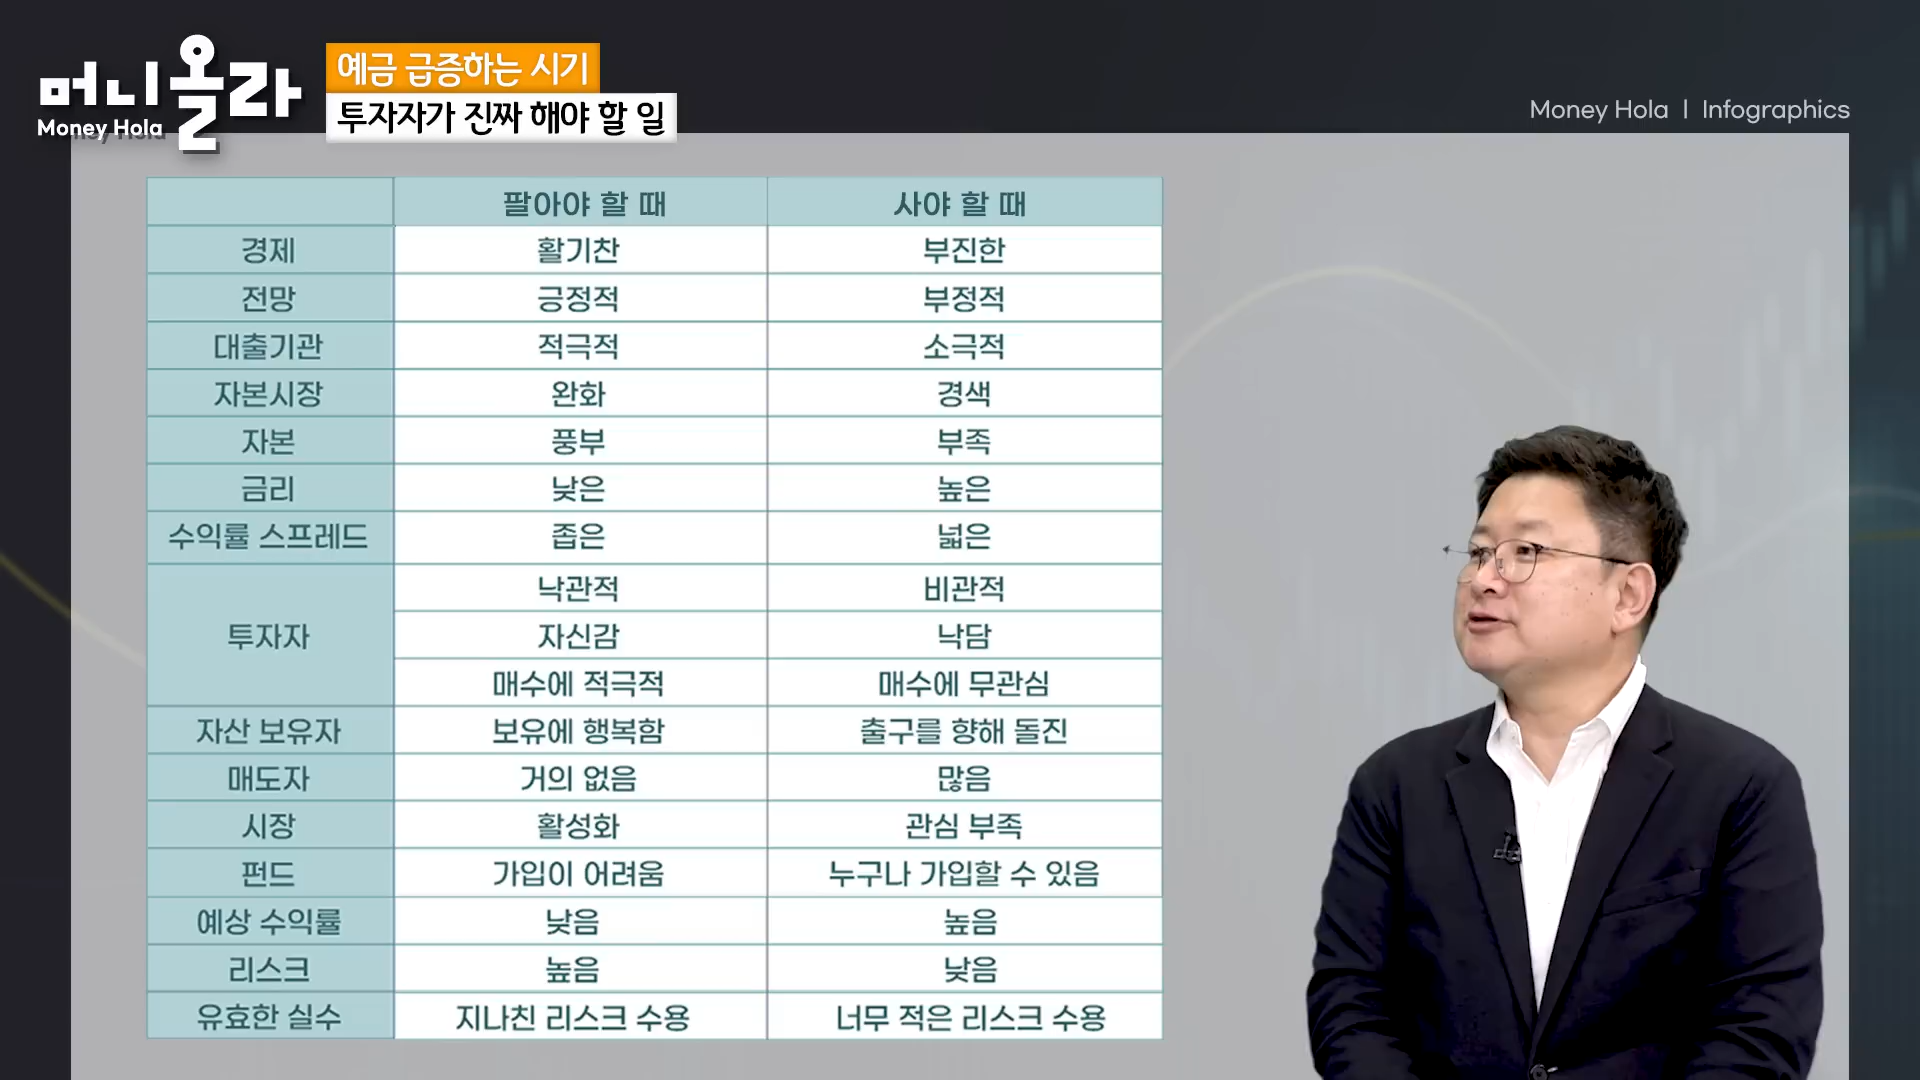 머니올라
Money Hola
예금 급증하는 시기
투자자가 진짜 해야 할 일
Money Hola | Infographics
팔아야 할 때 사야 할 때
경제 활기찬 부진한
전망 긍정적 부정적
대출기관 적극적 소극적
자본시장 완화 경색
자본 풍부 부족
금리 낮은 높은
수익률 스프레드 좁은 넓은
투자자 낙관적 비관적
자신감 낙담
매수에 적극적 매수에 무관심
자산 보유자 보유에 행복함 출구를 향해 돌진
매도자 거의 없음 많음
시장 활성화 관심 부족
펀드 가입이 어려움 누구나 가입할 수 있음
예상 수익률 낮음 높음
리스크 높음 낮음
유효한 실수 지나친 리스크 수용 너무 적은 리스크 수용